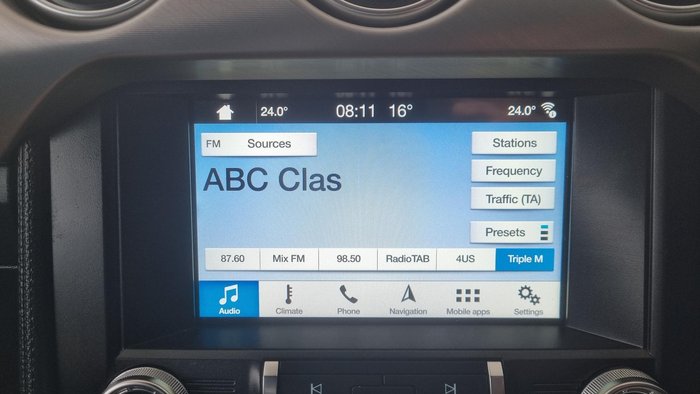 24.0° 08:11 16° 24.0°
FM Sources
Stations
ABC Clas
Frequency
Traffic (TA)
Presets
87.60 Mix FM 98.50 RadioTAB 4US Triple M
Audio Climate Phone Navigation Mobile apps Settings